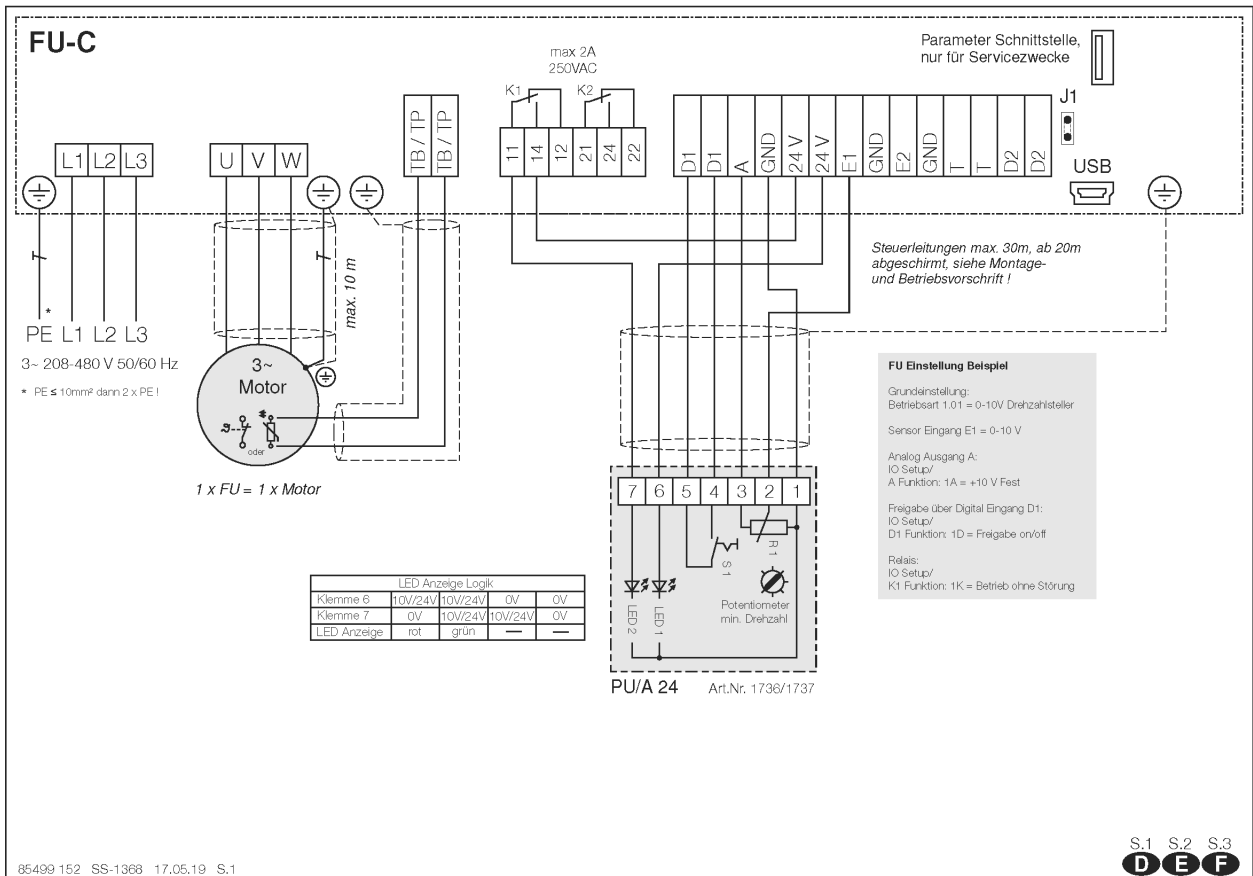 FU-C
max 2A
250VAC
Parameter Schnittstelle,
nur für Servicezwecke
J1
K1 K2
TB / TP TB / TP
11 14 12 21 24 22
D1 D1 A GND 24 V 24 V E1 GND E2 GND T T D2 D2
L1 L2 L3
U V W
USB
Steuerleitungen max. 30m, ab 20m
abgeschirmt, siehe Montage-
und Betriebsvorschrift !
max. 10 m
*
PE L1 L2 L3
3~ 208-480 V 50/60 Hz
* PE ≤ 10mm² dann 2 x PE !
3~
Motor
ϑ
ϑ
oder
1 x FU = 1 x Motor
FU Einstellung Beispiel
Grundeinstellung:
Betriebsart 1.01 = 0-10V Drehzahlsteller
Sensor Eingang E1 = 0-10 V
Analog Ausgang A:
IO Setup/
A Funktion: 1A = +10 V Fest
Freigabe über Digital Eingang D1:
IO Setup/
D1 Funktion: 1D = Freigabe on/off
Relais:
IO Setup/
K1 Funktion: 1K = Betrieb ohne Störung
7 6 5 4 3 2 1
S 1
R 1
LED 2
LED 1
Potentiometer
min. Drehzahl
PU/A 24 Art.Nr. 1736/1737
LED Anzeige Logik
Klemme 6 10V/24V 10V/24V 0V 0V
Klemme 7 0V 10V/24V 10V/24V 0V
LED Anzeige rot grün — —
85499 152 SS-1368 17.05.19 S.1
S.1 S.2 S.3
D E F